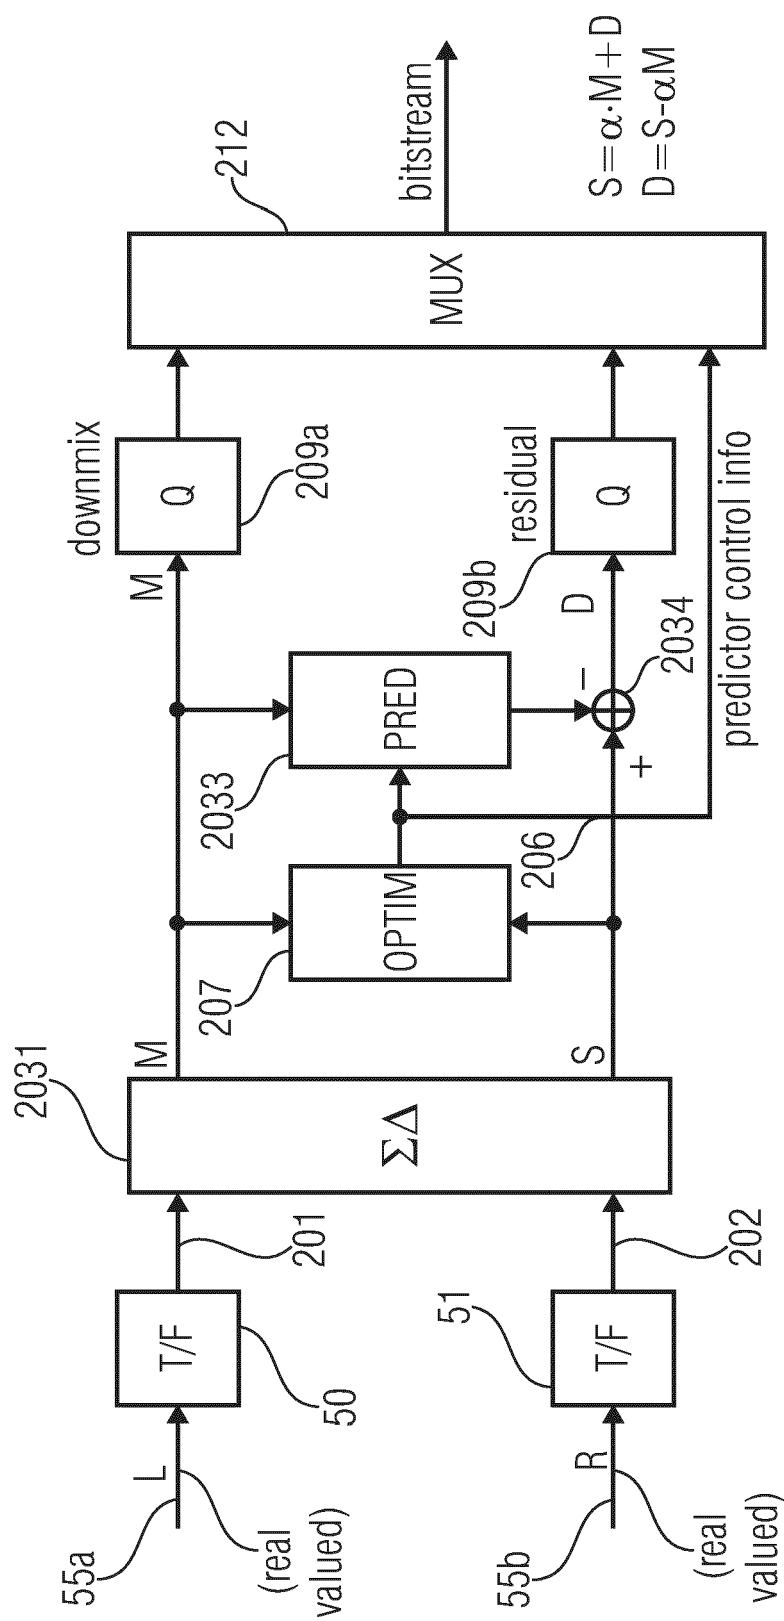 55a
L
(real
valued)
T/F
50
201
2031
M
ΣΔ
S
55b
R
(real
valued)
51
T/F
202
207
OPTIM
2033
PRED
206
+
−
2034
M
D
downmix
Q
209a
209b
residual
Q
predictor control info
212
MUX
bitstream
S=α·M+D
D=S-αM